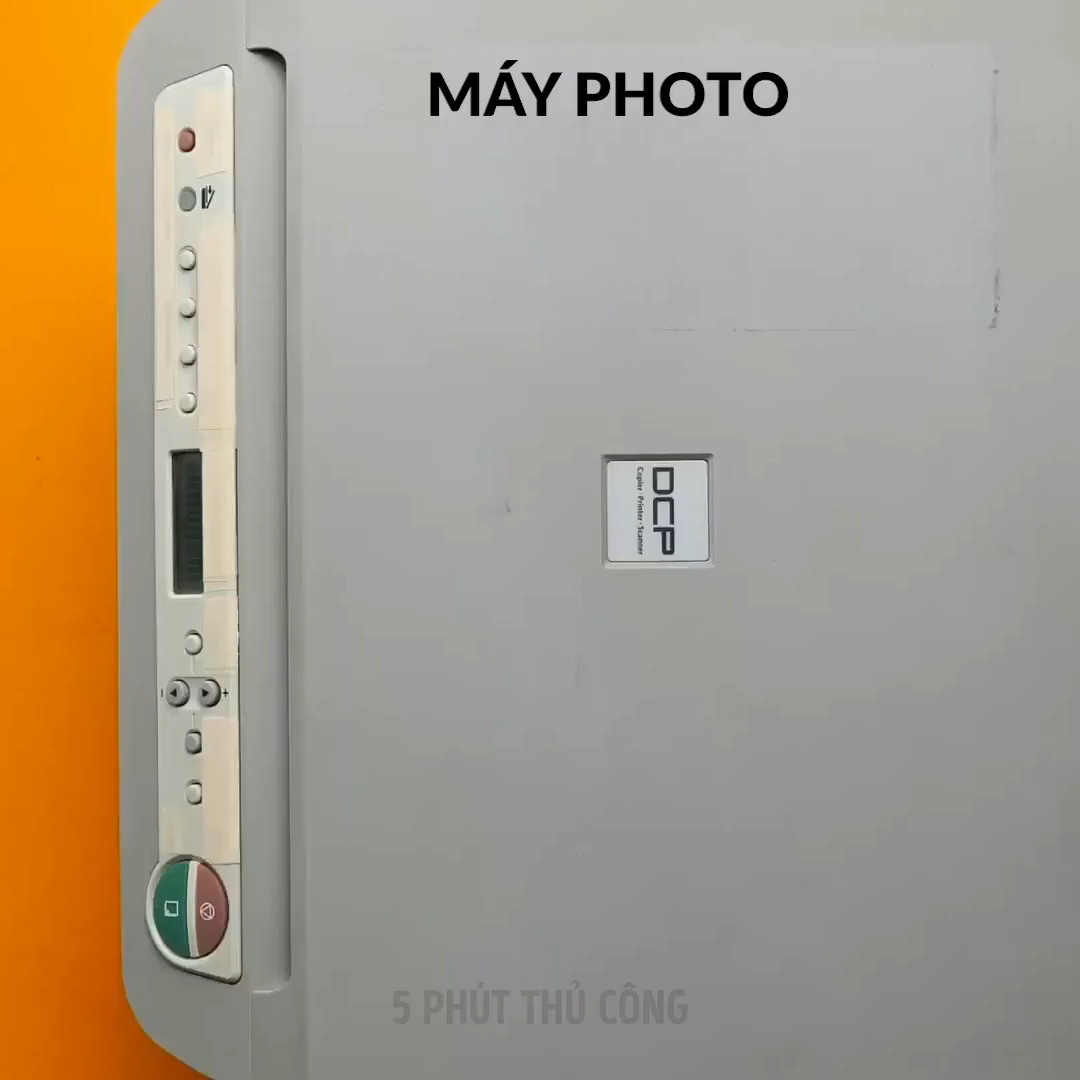 MÁY PHOTO
DCP
Copier · Printer · Scanner
- +
5 PHÚT THỦ CÔNG